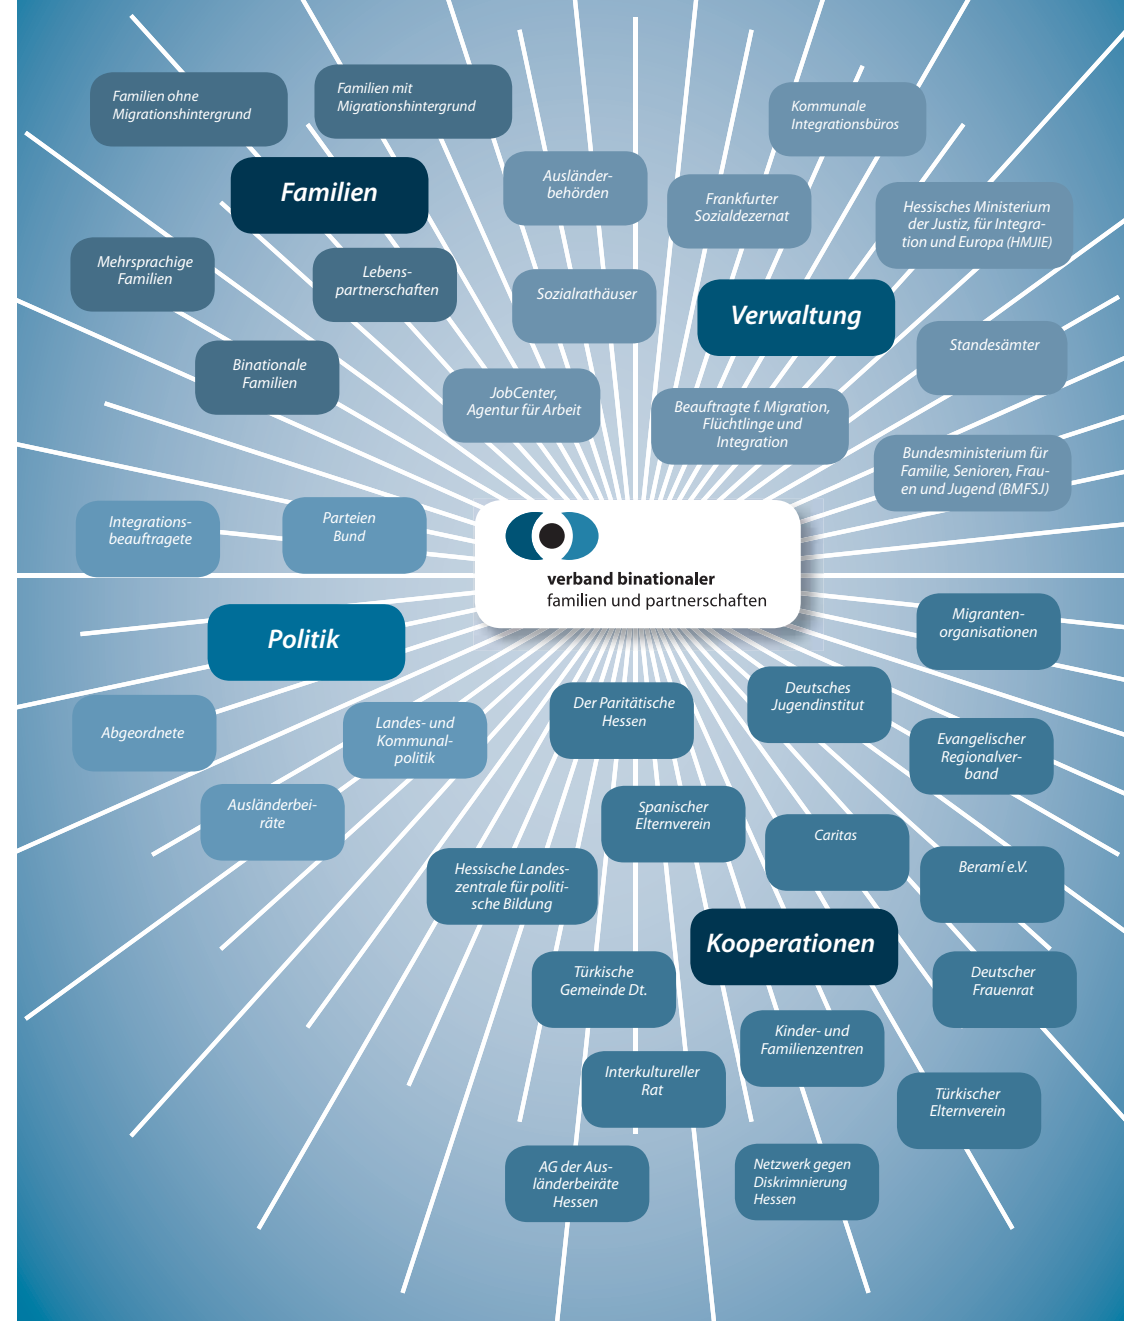 Familien ohne
Migrationshintergrund
Familien mit
Migrationshintergrund
Familien
Mehrsprachige
Familien
Lebens-
partnerschaften
Binationale
Familien
Kommunale
Integrationsbüros
Ausländer-
behörden
Frankfurter
Sozialdezernat
Hessisches Ministerium
der Justiz, für Integra-
tion und Europa (HMJIE)
Sozialrathäuser
Verwaltung
Standesämter
JobCenter,
Agentur für Arbeit
Beauftragte f. Migration,
Flüchtlinge und
Integration
Bundesministerium für
Familie, Senioren, Frau-
en und Jugend (BMFSJ)
Integrations-
beauftragete
Parteien
Bund
verband binationaler
familien und partnerschaften
Politik
Abgeordnete
Landes- und
Kommunal-
politik
Ausländerbei-
räte
Migranten-
organisationen
Deutsches
Jugendinstitut
Der Paritätische
Hessen
Evangelischer
Regionalver-
band
Spanischer
Elternverein
Caritas
Hessische Landes-
zentrale für politi-
sche Bildung
Beramí e.V.
Kooperationen
Türkische
Gemeinde Dt.
Deutscher
Frauenrat
Kinder- und
Familienzentren
Interkultureller
Rat
Türkischer
Elternverein
AG der Aus-
länderbeiräte
Hessen
Netzwerk gegen
Diskrimnierung
Hessen